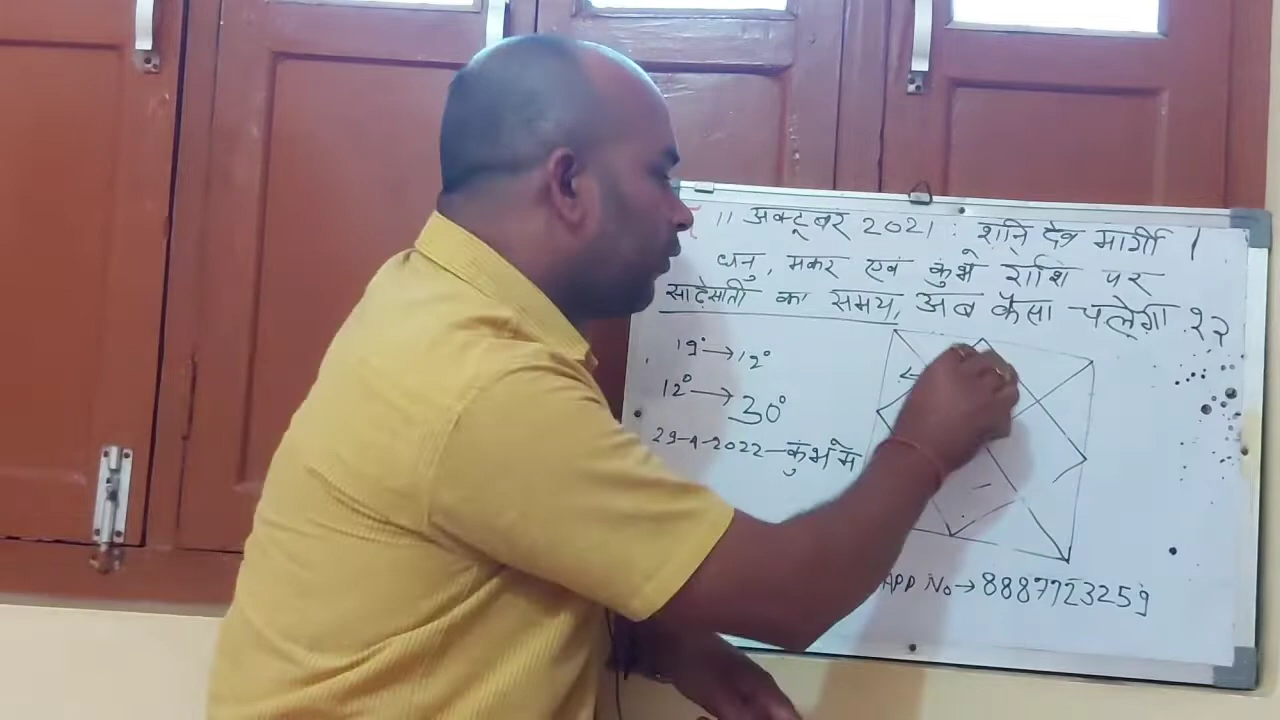 11 अक्टूबर 2021 : शनि देव मार्गी ।
धनु, मकर एवं कुंभ राशि पर
साढ़ेसाती का समय, अब कैसा चलेगा
19° → 12°
12° → 30°
29-4-2022 - कुंभ में
APP No → 8887723259